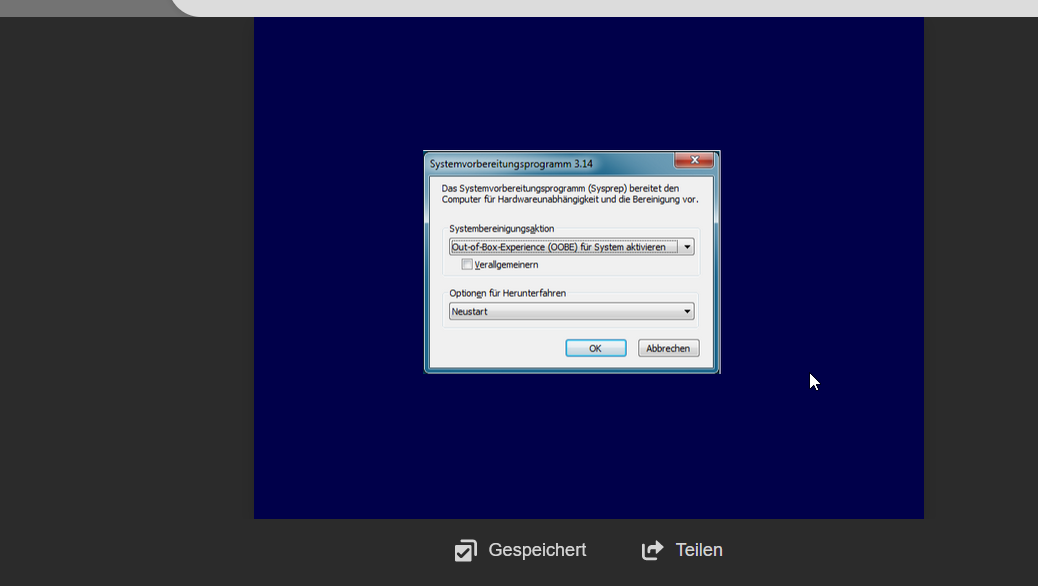 Systemvorbereitungsprogramm 3.14
Das Systemvorbereitungsprogramm (Sysprep) bereitet den
Computer für Hardwareunabhängigkeit und die Bereinigung vor.
Systembereinigungsaktion
Out-of-Box-Experience (OOBE) für System aktivieren
Verallgemeinern
Optionen für Herunterfahren
Neustart
OK Abbrechen
Gespeichert Teilen